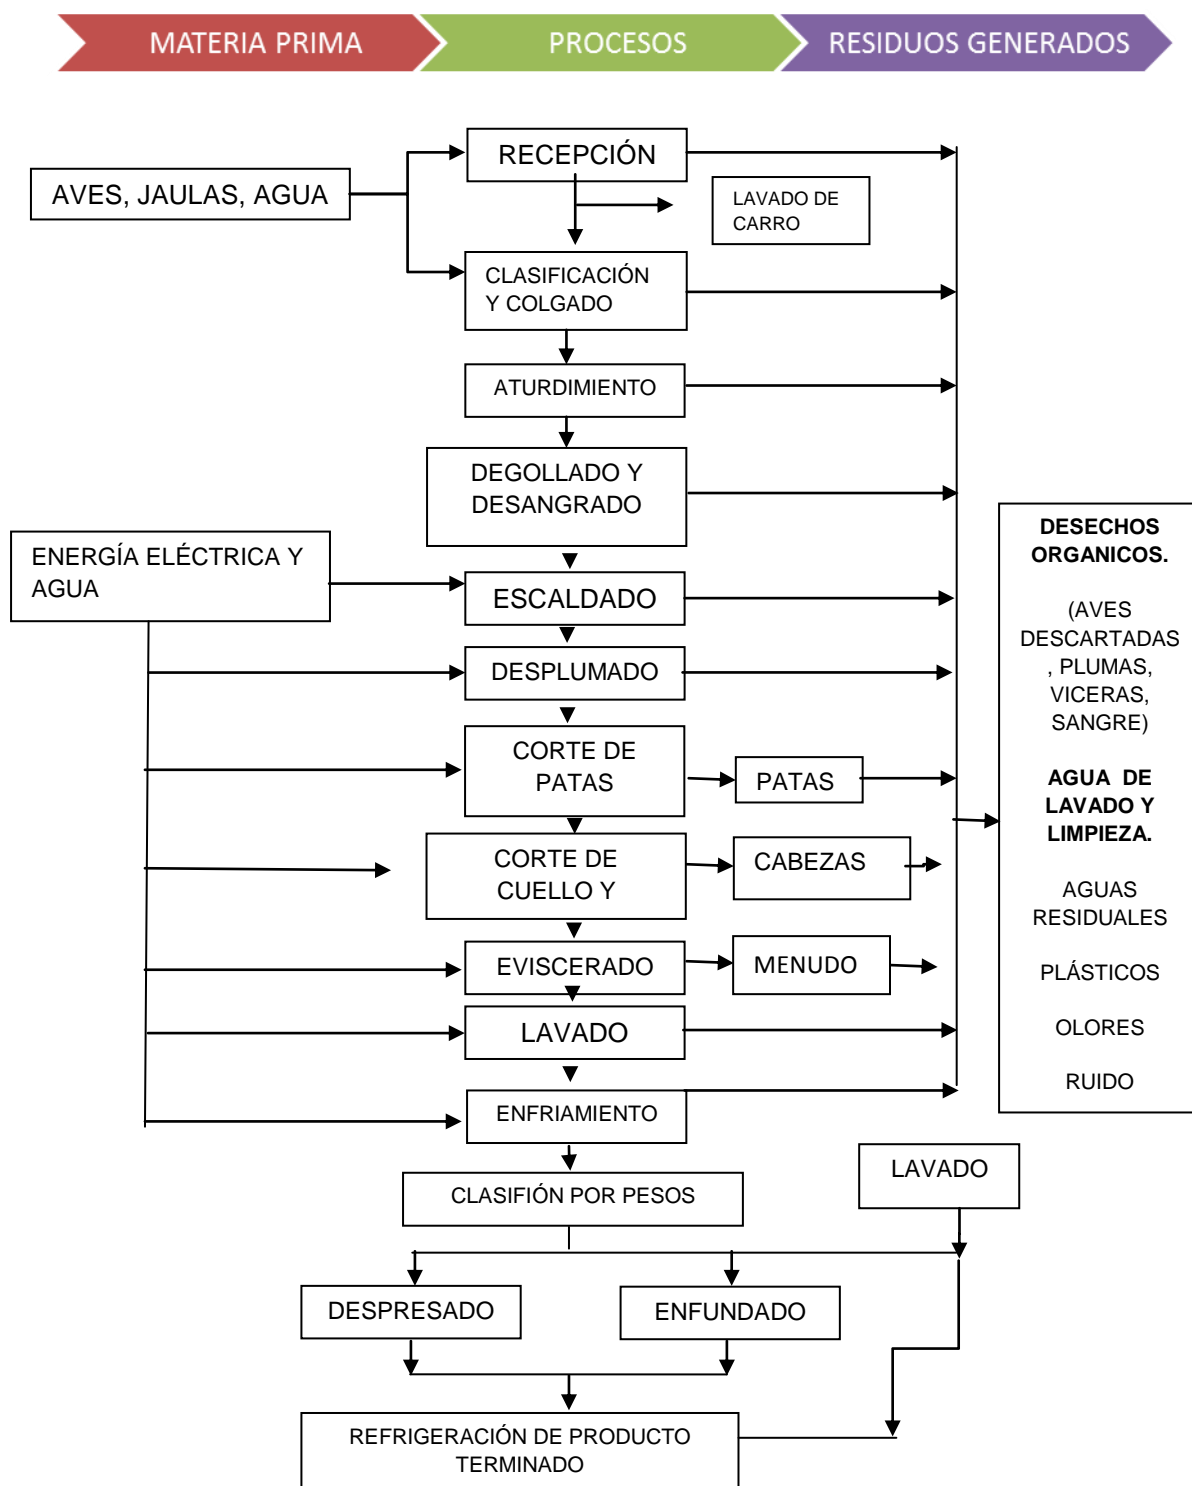 MATERIA PRIMA
PROCESOS
RESIDUOS GENERADOS
RECEPCIÓN
AVES, JAULAS, AGUA
LAVADO DE
CARRO
CLASIFICACIÓN
Y COLGADO
ATURDIMIENTO
DEGOLLADO Y
DESANGRADO
ENERGÍA ELÉCTRICA Y
AGUA
ESCALDADO
DESPLUMADO
CORTE DE
PATAS
PATAS
CORTE DE
CUELLO Y
CABEZAS
EVISCERADO
MENUDO
LAVADO
ENFRIAMIENTO
DESECHOS
ORGANICOS.
(AVES
DESCARTADAS
, PLUMAS,
VICERAS,
SANGRE)
AGUA DE
LAVADO Y
LIMPIEZA.
AGUAS
RESIDUALES
PLÁSTICOS
OLORES
RUIDO
CLASIFIÓN POR PESOS
LAVADO
DESPRESADO
ENFUNDADO
REFRIGERACIÓN DE PRODUCTO
TERMINADO